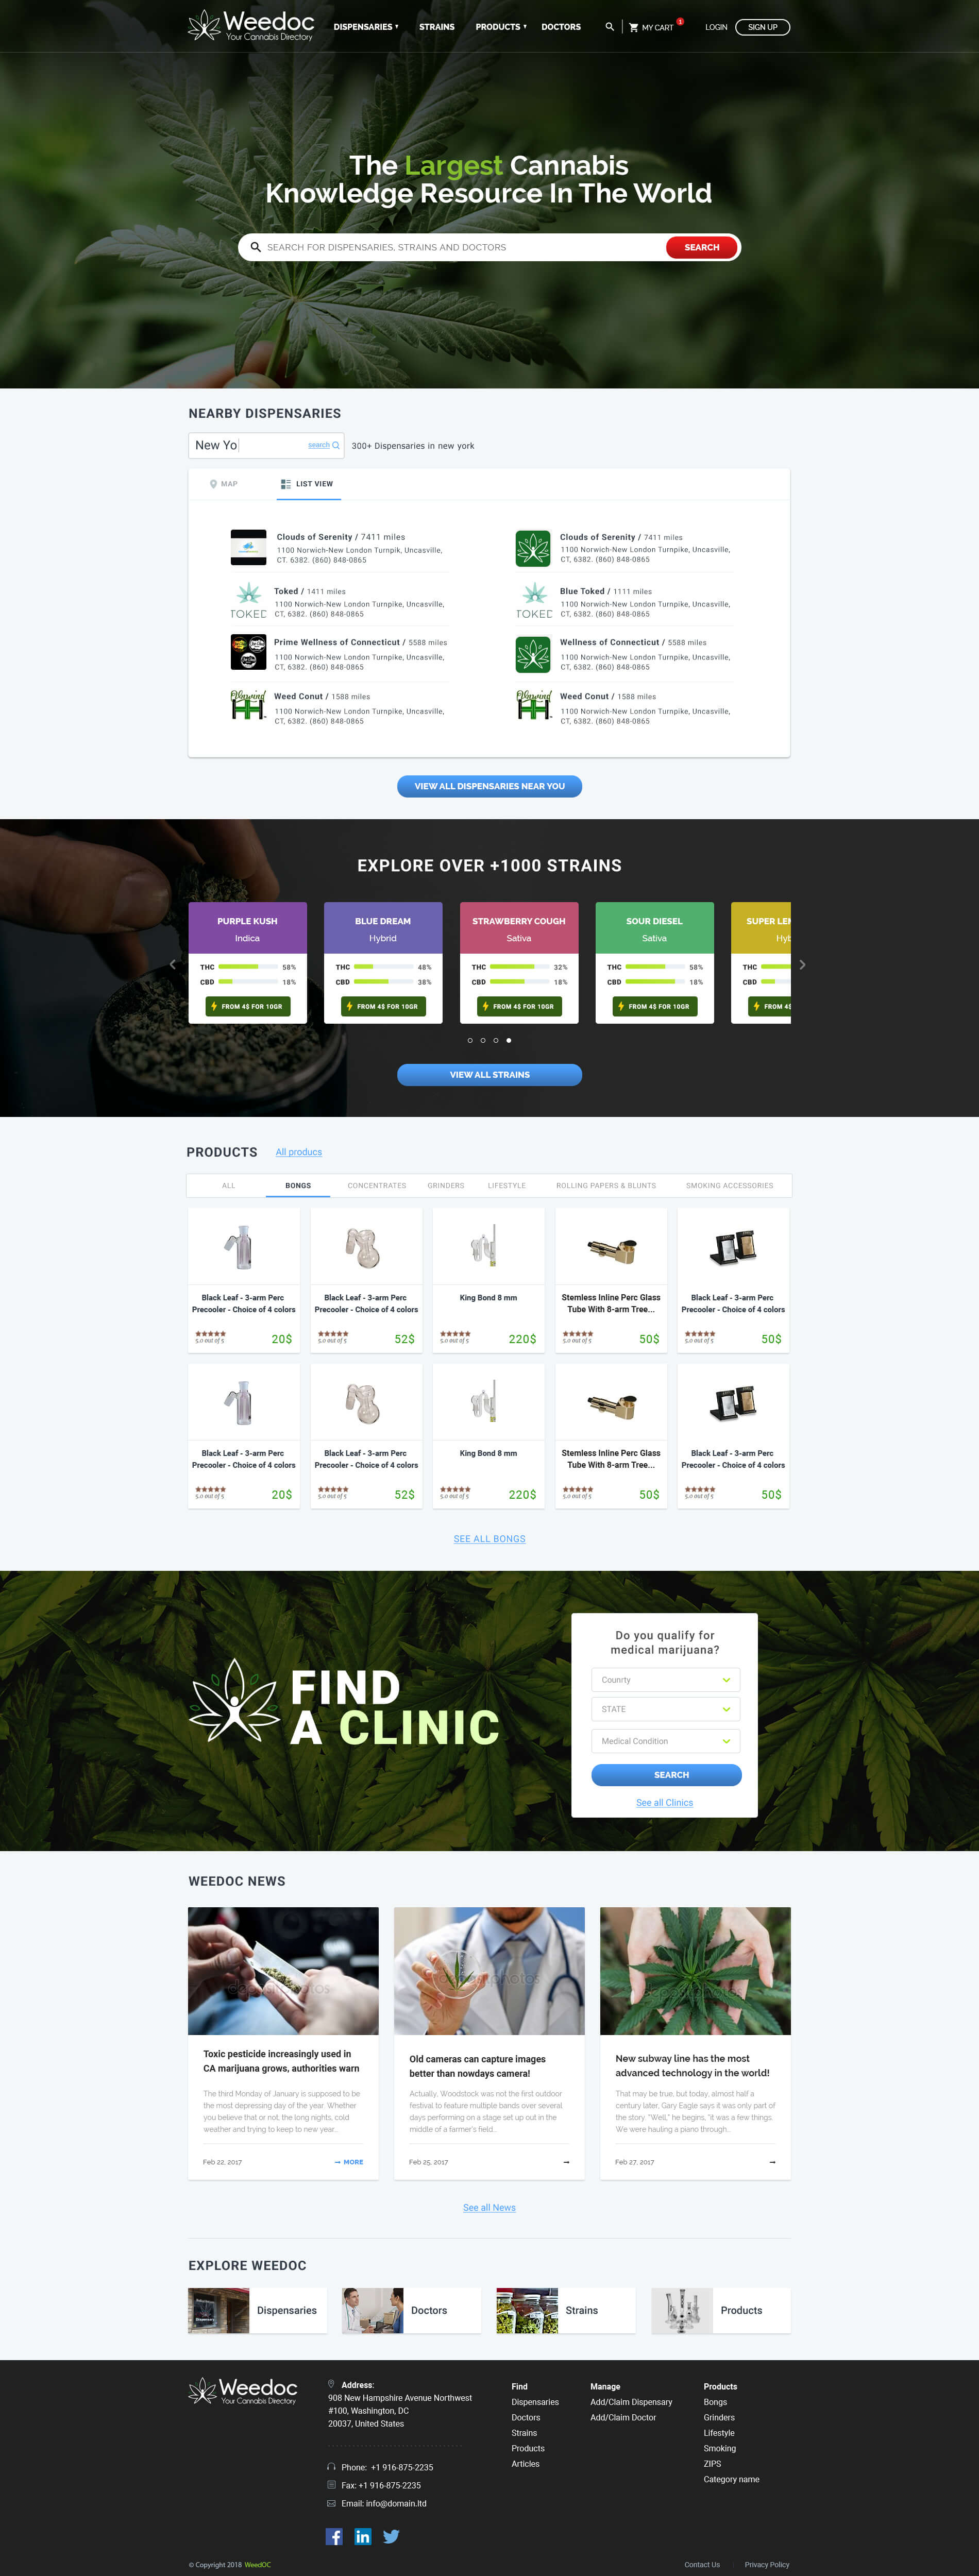 Weedoc
Your Cannabis Directory
DISPENSARIES ▾ STRAINS PRODUCTS ▾ DOCTORS MY CART 1 LOGIN SIGN UP
The Largest Cannabis
Knowledge Resource In The World
SEARCH FOR DISPENSARIES, STRAINS AND DOCTORS SEARCH
NEARBY DISPENSARIES
New Yo search 300+ Dispensaries in new york
MAP LIST VIEW
Clouds of Serenity / 7411 miles
1100 Norwich-New London Turnpik, Uncasville,
CT. 6382. (860) 848-0865
Clouds of Serenity / 7411 miles
1100 Norwich-New London Turnpike, Uncasville,
CT, 6382. (860) 848-0865
TOKED
Toked / 1411 miles
1100 Norwich-New London Turnpike, Uncasville,
CT, 6382. (860) 848-0865
TOKED
Blue Toked / 1111 miles
1100 Norwich-New London Turnpike, Uncasville,
CT, 6382. (860) 848-0865
Prime Wellness of Connecticut / 5588 miles
1100 Norwich-New London Turnpike, Uncasville,
CT. 6382. (860) 848-0865
Wellness of Connecticut / 5588 miles
1100 Norwich-New London Turnpike, Uncasville,
CT, 6382. (860) 848-0865
Weed Conut / 1588 miles
1100 Norwich-New London Turnpike, Uncasville,
CT, 6382. (860) 848-0865
Weed Conut / 1588 miles
1100 Norwich-New London Turnpike, Uncasville,
CT, 6382. (860) 848-0865
VIEW ALL DISPENSARIES NEAR YOU
EXPLORE OVER +1000 STRAINS
PURPLE KUSH
Indica
THC 58%
CBD 18%
FROM 4$ FOR 10GR
BLUE DREAM
Hybrid
THC 48%
CBD 38%
FROM 4$ FOR 10GR
STRAWBERRY COUGH
Sativa
THC 32%
CBD 18%
FROM 4$ FOR 10GR
SOUR DIESEL
Sativa
THC 58%
CBD 18%
FROM 4$ FOR 10GR
SUPER LEM
Hyb
THC
CBD
FROM 4$
VIEW ALL STRAINS
PRODUCTS All producs
ALL BONGS CONCENTRATES GRINDERS LIFESTYLE ROLLING PAPERS & BLUNTS SMOKING ACCESSORIES
Black Leaf - 3-arm Perc
Precooler - Choice of 4 colors
5.0 out of 5 20$
Black Leaf - 3-arm Perc
Precooler - Choice of 4 colors
5.0 out of 5 52$
King Bond 8 mm
5.0 out of 5 220$
Stemless Inline Perc Glass
Tube With 8-arm Tree...
5.0 out of 5 50$
Black Leaf - 3-arm Perc
Precooler - Choice of 4 colors
5.0 out of 5 50$
Black Leaf - 3-arm Perc
Precooler - Choice of 4 colors
5.0 out of 5 20$
Black Leaf - 3-arm Perc
Precooler - Choice of 4 colors
5.0 out of 5 52$
King Bond 8 mm
5.0 out of 5 220$
Stemless Inline Perc Glass
Tube With 8-arm Tree...
5.0 out of 5 50$
Black Leaf - 3-arm Perc
Precooler - Choice of 4 colors
5.0 out of 5 50$
SEE ALL BONGS
FIND
A CLINIC
Do you qualify for
medical marijuana?
Counrty
STATE
Medical Condition
SEARCH
See all Clinics
WEEDOC NEWS
depositphotos
Toxic pesticide increasingly used in
CA marijuana grows, authorities warn
The third Monday of January is supposed to be
the most depressing day of the year. Whether
you believe that or not, the long nights, cold
weather and trying to keep to new year...
Feb 22, 2017 → MORE
depositphotos
Old cameras can capture images
better than nowdays camera!
Actually, Woodstock was not the first outdoor
festival to feature multiple bands over several
days performing on a stage set up out in the
middle of a farmer's field...
Feb 25, 2017 →
depositphotos
New subway line has the most
advanced technology in the world!
That may be true, but today, almost half a
century later, Gary Eagle says it was only part of
the story. "Well," he begins, "it was a few things.
We were hauling a piano through...
Feb 27, 2017 →
See all News
EXPLORE WEEDOC
Dispensaries
Doctors
Strains
Products
Weedoc
Your Cannabis Directory
Address:
908 New Hampshire Avenue Northwest
#100, Washington, DC
20037, United States
Phone: +1 916-875-2235
Fax: +1 916-875-2235
Email: info@domain.ltd
Find
Dispensaries
Doctors
Strains
Products
Articles
Manage
Add/Claim Dispensary
Add/Claim Doctor
Products
Bongs
Grinders
Lifestyle
Smoking
ZIPS
Category name
© Copyright 2018 WeedOC
Contact Us Privacy Policy